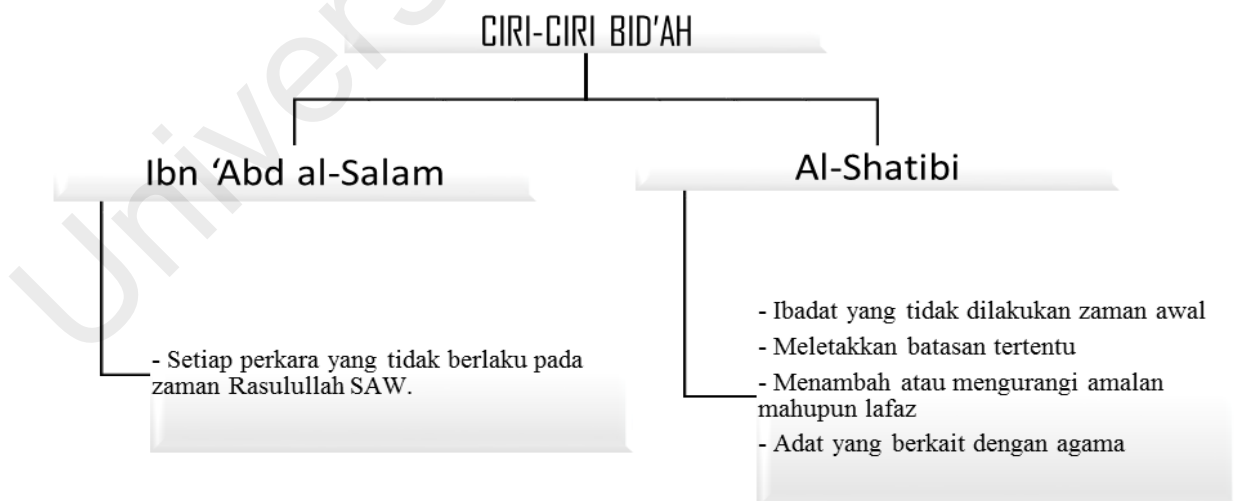 CIRI-CIRI BID'AH
Ibn ‘Abd al-Salam
Al-Shatibi
- Setiap perkara yang tidak berlaku pada
zaman Rasulullah SAW.
- Ibadat yang tidak dilakukan zaman awal
- Meletakkan batasan tertentu
- Menambah atau mengurangi amalan
mahupun lafaz
- Adat yang berkait dengan agama
Univers